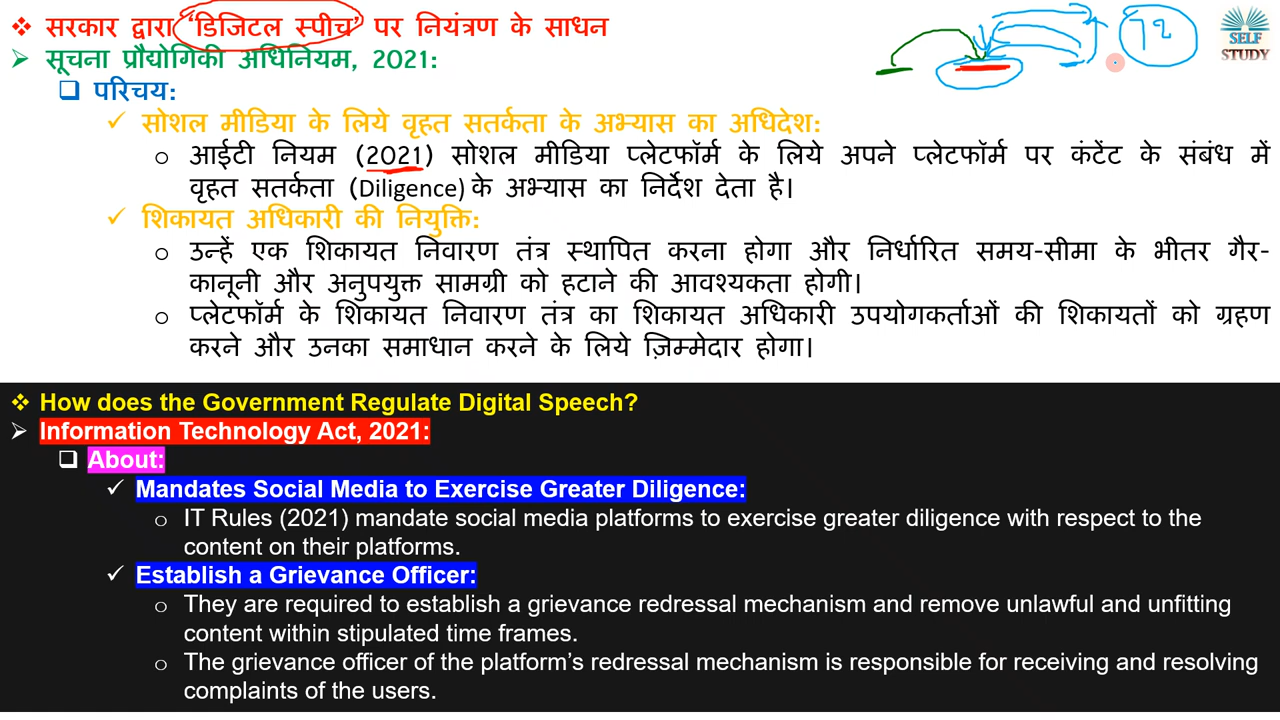 ❖ सरकार द्वारा 'डिजिटल स्पीच' पर नियंत्रण के साधन
72
SELF
STUDY
➢ सूचना प्रौद्योगिकी अधिनियम, 2021:
❑ परिचय:
✓ सोशल मीडिया के लिये वृहत सतर्कता के अभ्यास का अधिदेश:
o आईटी नियम (2021) सोशल मीडिया प्लेटफॉर्म के लिये अपने प्लेटफॉर्म पर कंटेंट के संबंध में
वृहत सतर्कता (Diligence) के अभ्यास का निर्देश देता है।
✓ शिकायत अधिकारी की नियुक्ति:
o उन्हें एक शिकायत निवारण तंत्र स्थापित करना होगा और निर्धारित समय-सीमा के भीतर गैर-
कानूनी और अनुपयुक्त सामग्री को हटाने की आवश्यकता होगी।
o प्लेटफॉर्म के शिकायत निवारण तंत्र का शिकायत अधिकारी उपयोगकर्ताओं की शिकायतों को ग्रहण
करने और उनका समाधान करने के लिये ज़िम्मेदार होगा।
❖ How does the Government Regulate Digital Speech?
➢ Information Technology Act, 2021:
❑ About:
✓ Mandates Social Media to Exercise Greater Diligence:
o IT Rules (2021) mandate social media platforms to exercise greater diligence with respect to the
content on their platforms.
✓ Establish a Grievance Officer:
o They are required to establish a grievance redressal mechanism and remove unlawful and unfitting
content within stipulated time frames.
o The grievance officer of the platform's redressal mechanism is responsible for receiving and resolving
complaints of the users.